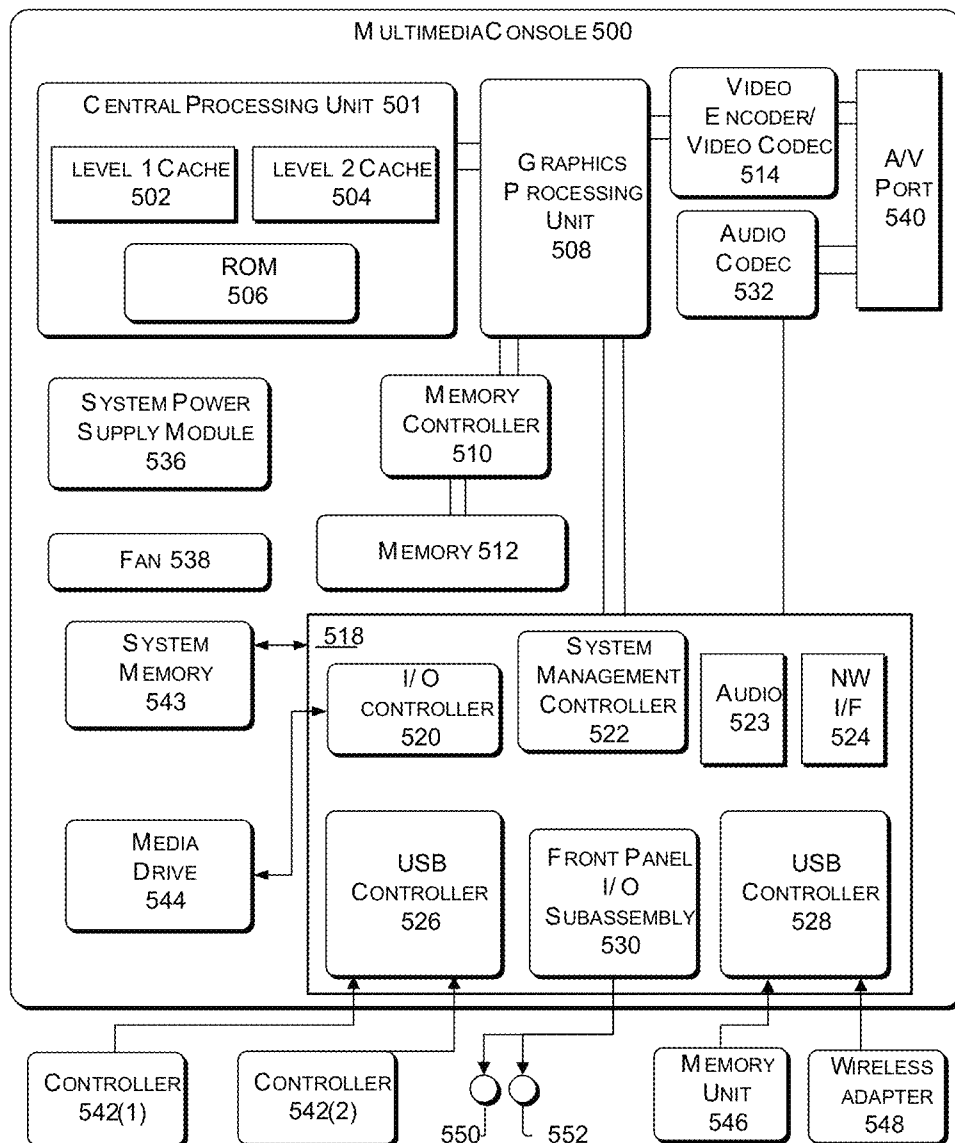 MULTIMEDIA CONSOLE 500
CENTRAL PROCESSING UNIT 501
LEVEL 1 CACHE
502
LEVEL 2 CACHE
504
ROM
506
GRAPHICS
PROCESSING
UNIT
508
VIDEO
ENCODER/
VIDEO CODEC
514
A/V
PORT
540
AUDIO
CODEC
532
SYSTEM POWER
SUPPLY MODULE
536
MEMORY
CONTROLLER
510
MEMORY 512
FAN 538
SYSTEM
MEMORY
543
518
I/O
CONTROLLER
520
SYSTEM
MANAGEMENT
CONTROLLER
522
AUDIO
523
NW
I/F
524
MEDIA
DRIVE
544
USB
CONTROLLER
526
FRONT PANEL
I/O
SUBASSEMBLY
530
USB
CONTROLLER
528
CONTROLLER
542(1)
CONTROLLER
542(2)
550
552
MEMORY
UNIT
546
WIRELESS
ADAPTER
548